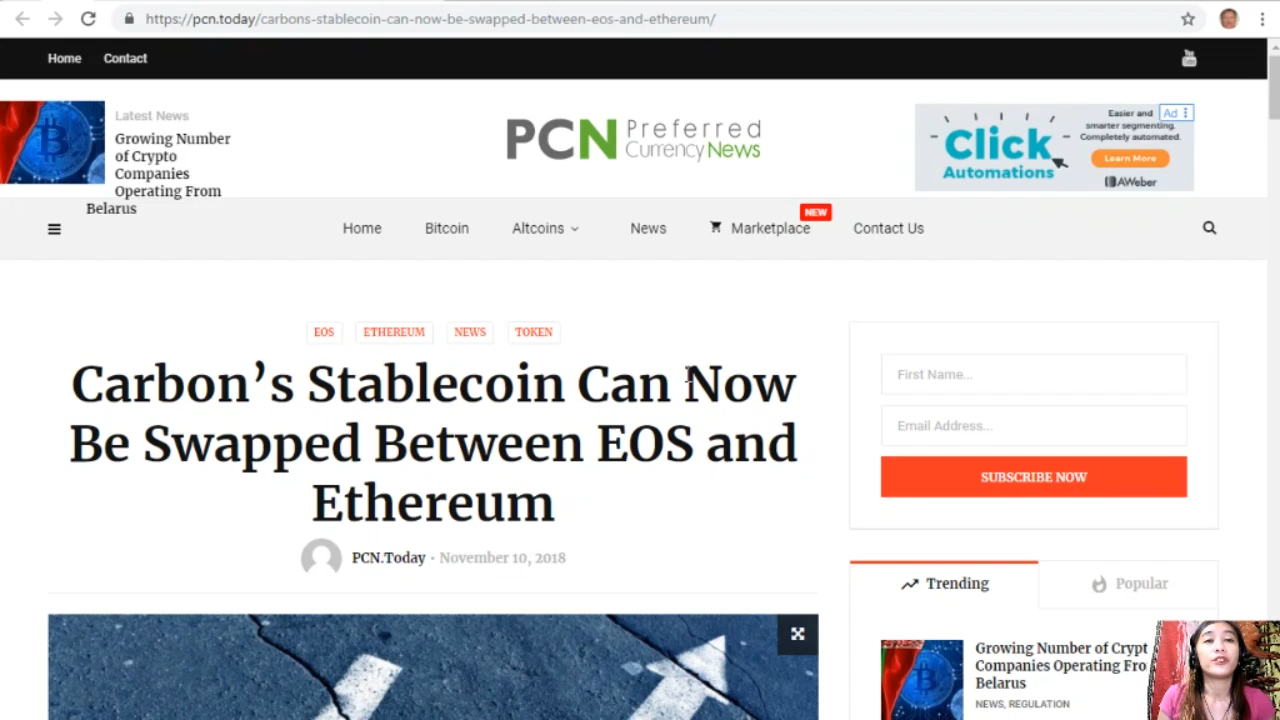 https://pcn.today/carbons-stablecoin-can-now-be-swapped-between-eos-and-ethereum/
Home Contact
You
Tube
Latest News
Growing Number
of Crypto
Companies
Operating From
Belarus
PCN Preferred
Currency News
Click
Automations
Easier and
smarter segmenting.
Completely automated.
Learn More
AWeber
Ad
Home Bitcoin Altcoins News Marketplace NEW Contact Us
EOS ETHEREUM NEWS TOKEN
Carbon’s Stablecoin Can Now
Be Swapped Between EOS and
Ethereum
PCN.Today · November 10, 2018
First Name...
Email Address...
SUBSCRIBE NOW
Trending Popular
Growing Number of Crypt
Companies Operating Fro
Belarus
NEWS, REGULATION